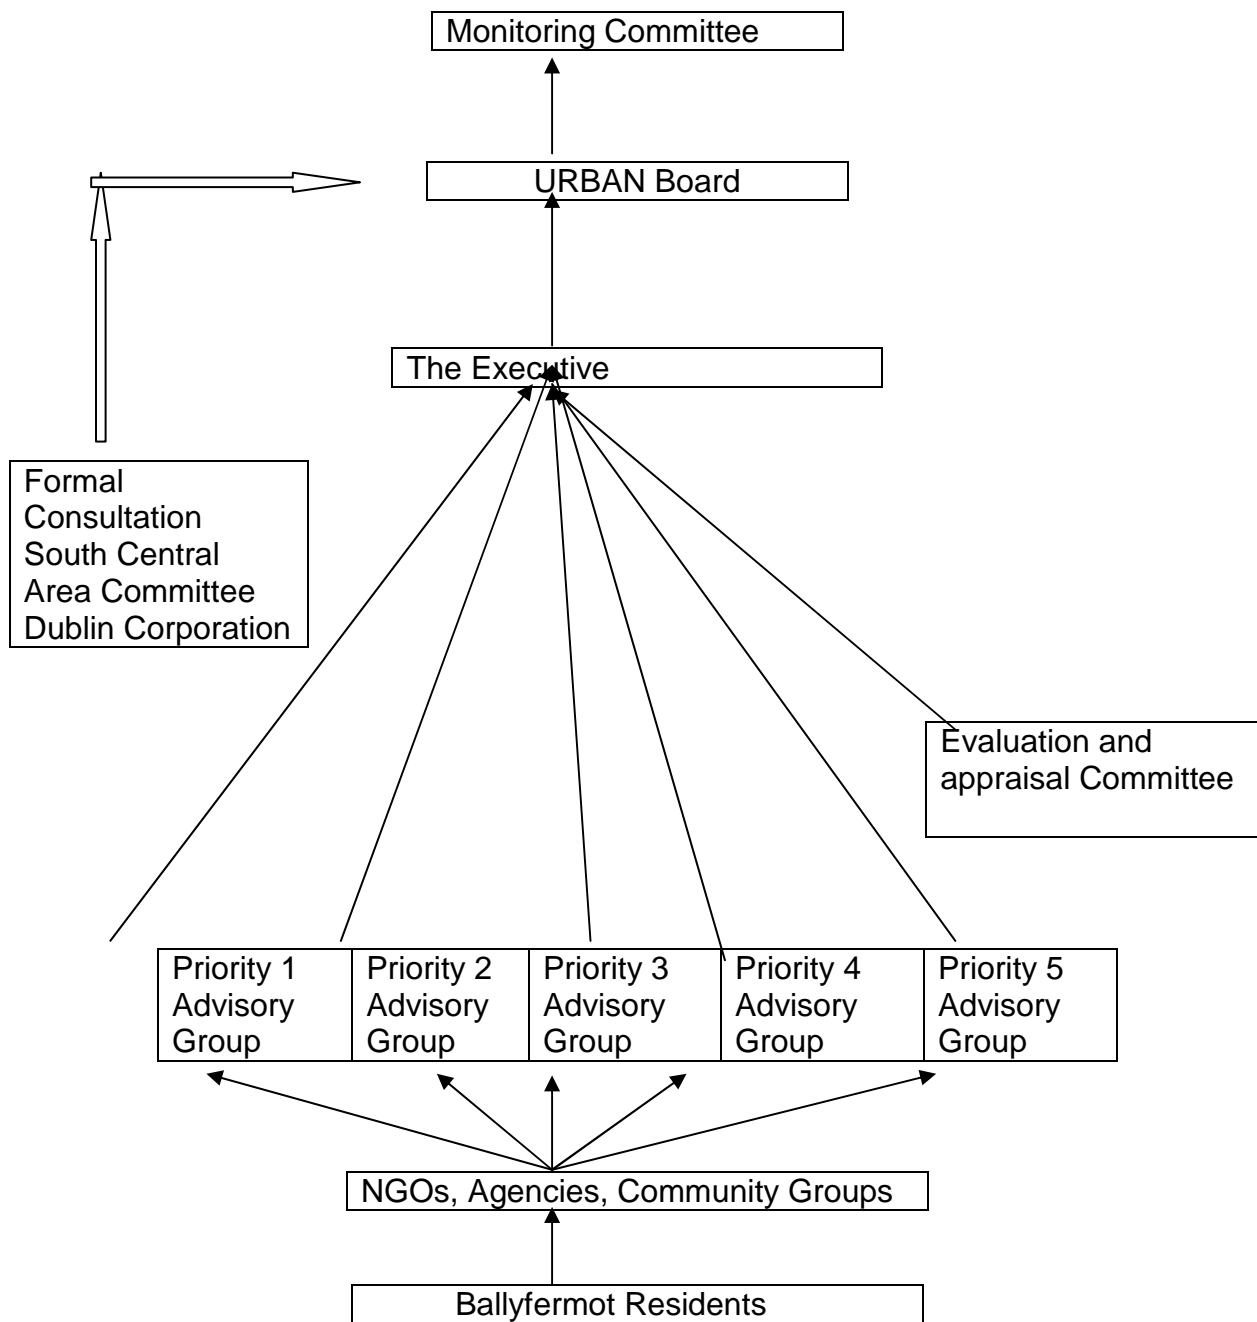 Monitoring Committee
URBAN Board
The Executive
Formal
Consultation
South Central
Area Committee
Dublin Corporation
Evaluation and
appraisal Committee
Priority 1
Advisory
Group
Priority 2
Advisory
Group
Priority 3
Advisory
Group
Priority 4
Advisory
Group
Priority 5
Advisory
Group
NGOs, Agencies, Community Groups
Ballyfermot Residents